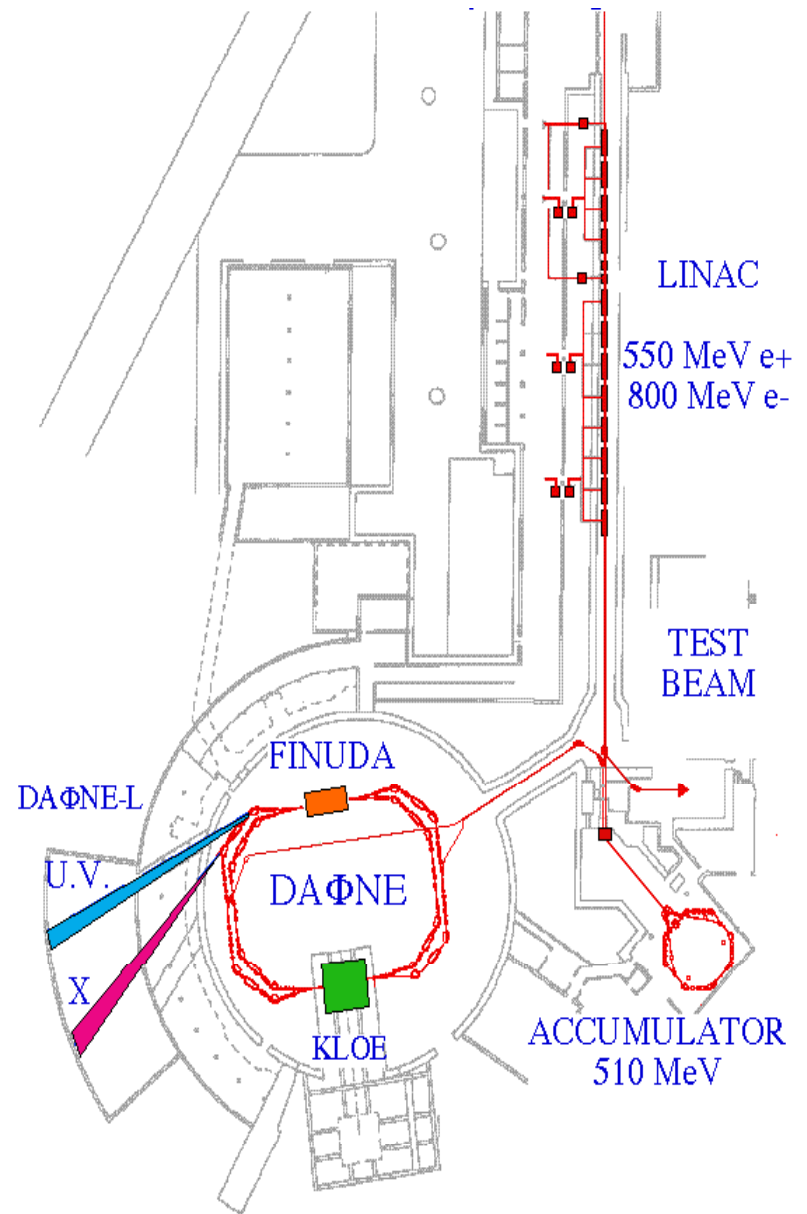 LINAC
550 MeV e+
800 MeV e-
TEST
BEAM
FINUDA
DAΦNE-L
U.V.
DAΦNE
X
KLOE
ACCUMULATOR
510 MeV